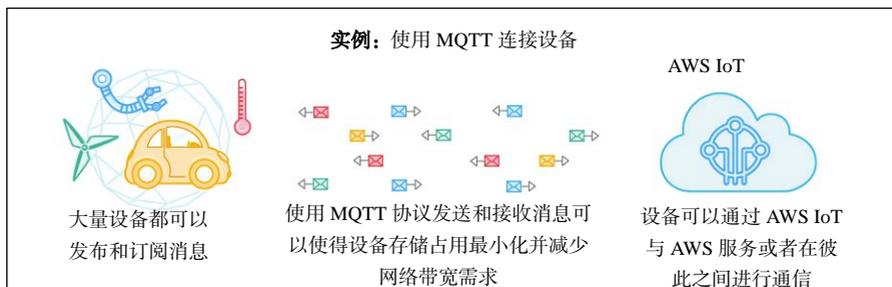 实例：使用 MQTT 连接设备
AWS IoT
大量设备都可以
发布和订阅消息
使用 MQTT 协议发送和接收消息可
以使得设备存储占用最小化并减少
网络带宽需求
设备可以通过 AWS IoT
与 AWS 服务或者在彼
此之间进行通信